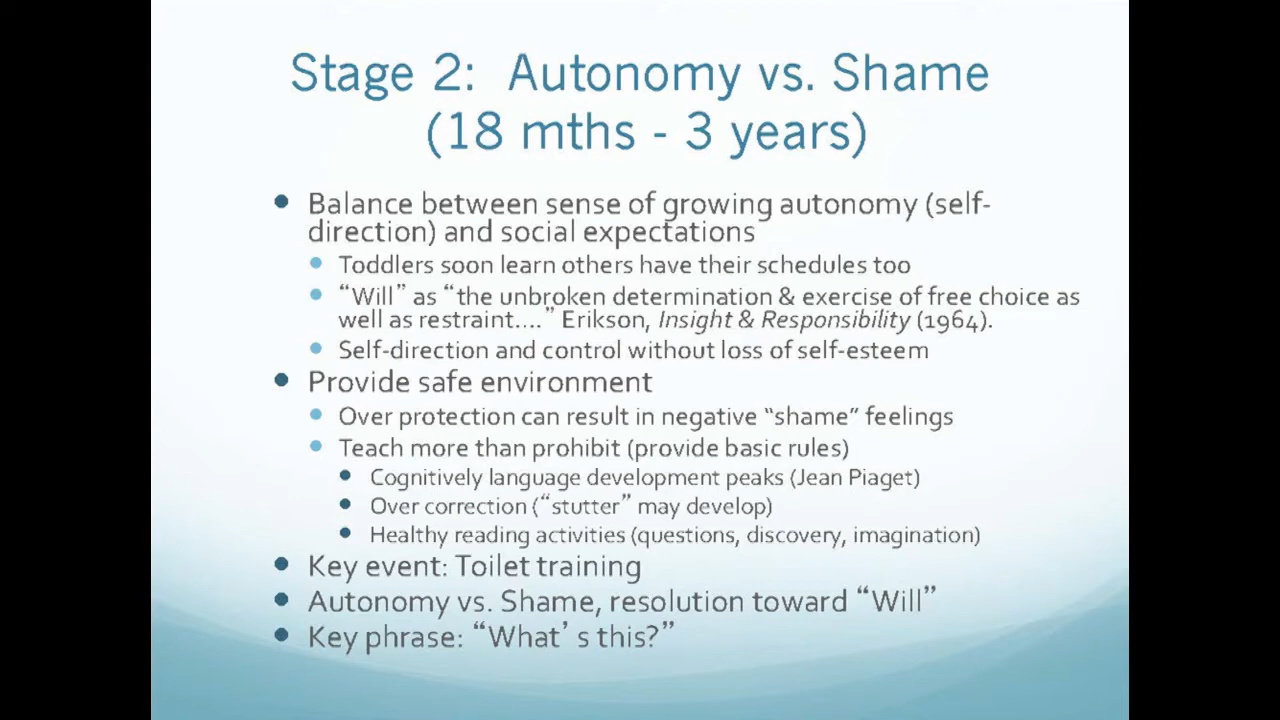 Stage 2:  Autonomy vs. Shame
(18 mths - 3 years)
• Balance between sense of growing autonomy (self-
direction) and social expectations
• Toddlers soon learn others have their schedules too
• “Will” as “the unbroken determination & exercise of free choice as
well as restraint....” Erikson, Insight & Responsibility (1964).
• Self-direction and control without loss of self-esteem
• Provide safe environment
• Over protection can result in negative “shame” feelings
• Teach more than prohibit (provide basic rules)
• Cognitively language development peaks (Jean Piaget)
• Over correction (“stutter” may develop)
• Healthy reading activities (questions, discovery, imagination)
• Key event: Toilet training
• Autonomy vs. Shame, resolution toward “Will”
• Key phrase: “What’s this?”